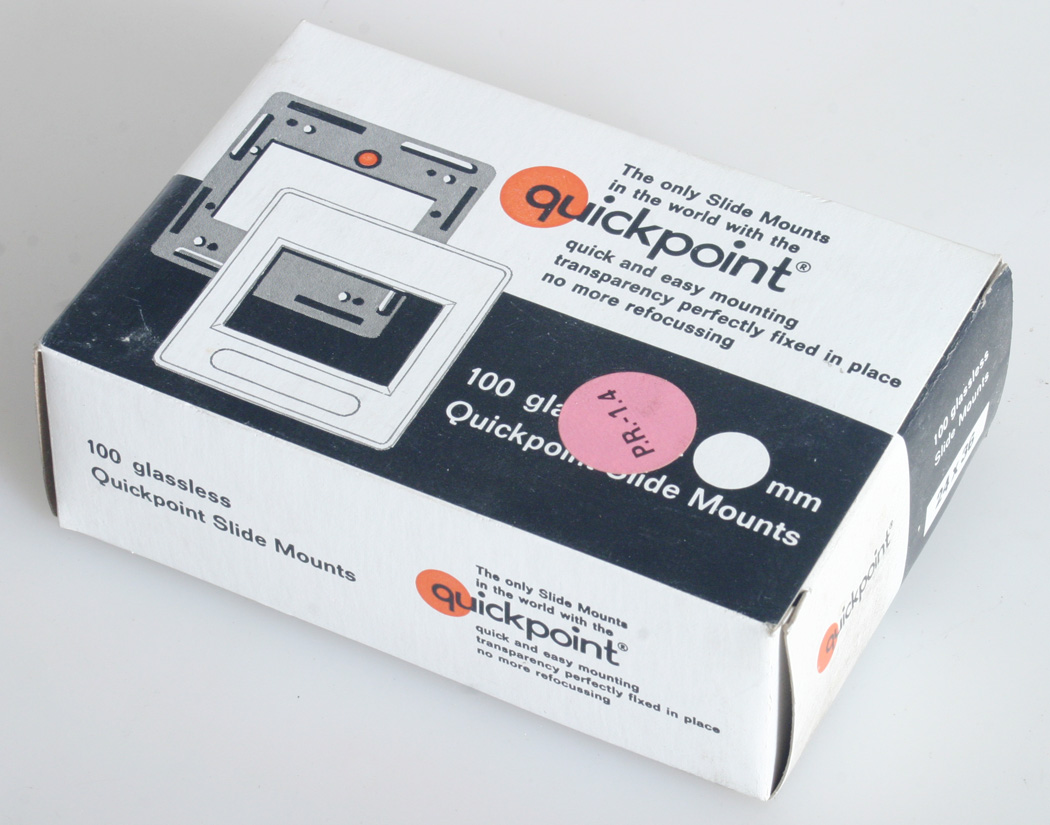 The only Slide Mounts
in the world with the
quickpoint®
quick and easy mounting
transparency perfectly fixed in place
no more refocussing
100
mm
Quickpoint Slide Mounts
P.R.-1.4
100 glassless
Quickpoint Slide Mounts
The only Slide Mounts
in the world with the
quickpoint®
quick and easy mounting
transparency perfectly fixed in place
no more refocussing
100 glassless
Slide Mounts
quickpoint®